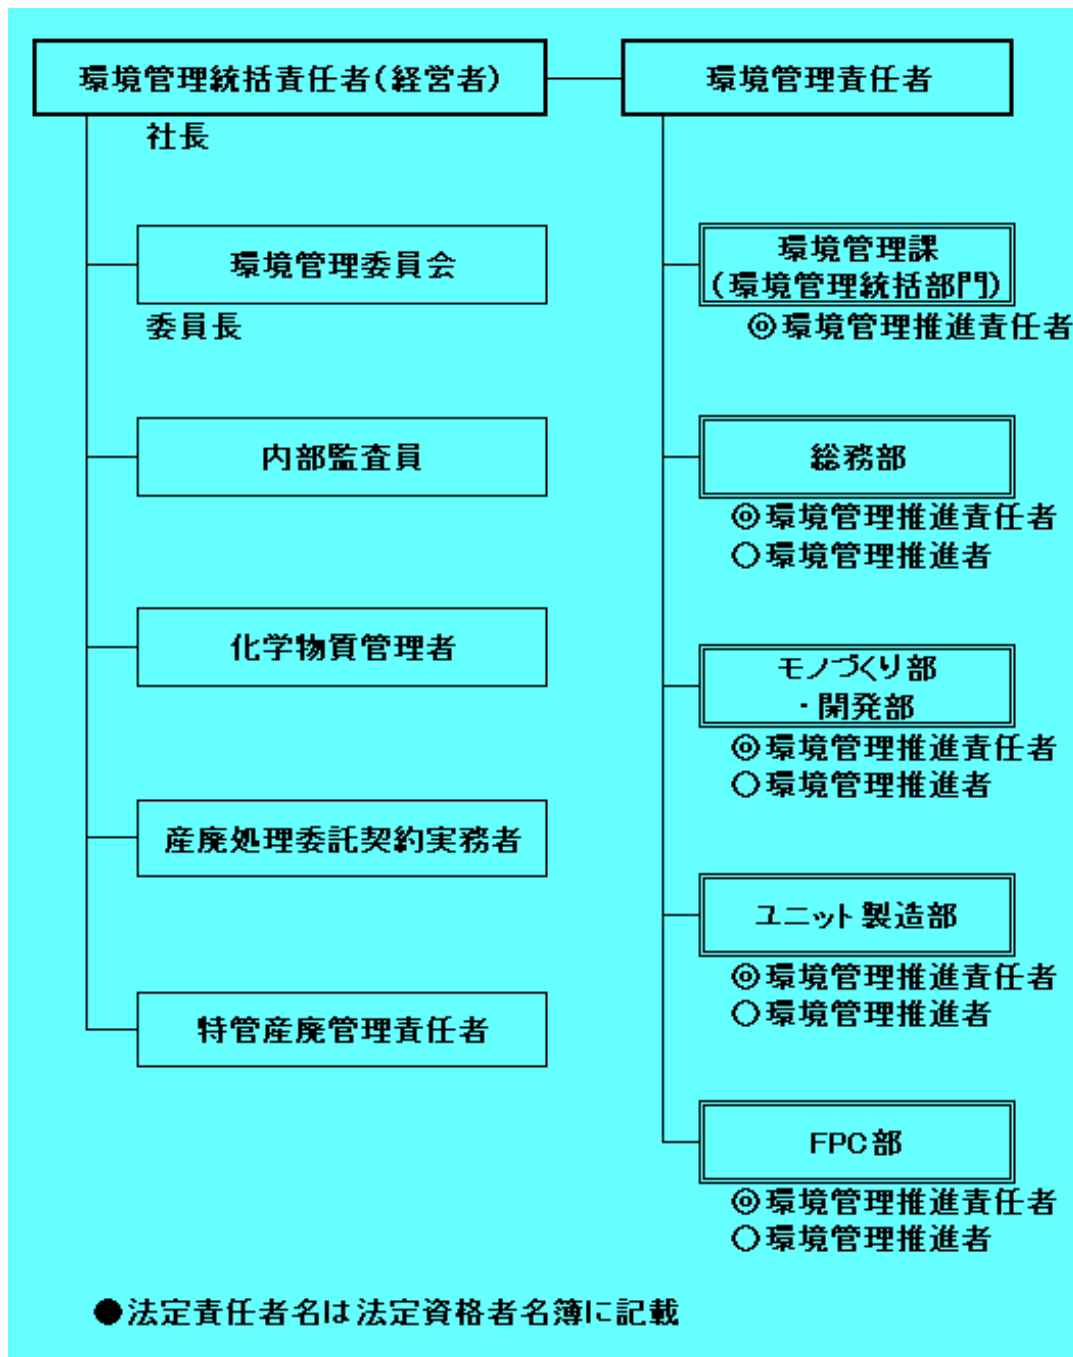 環境管理統括責任者(経営者)
社長
環境管理委員会
委員長
内部監査員
化学物質管理者
産廃処理委託契約実務者
特管産廃管理責任者
環境管理責任者
環境管理課
(環境管理統括部門)
◎環境管理推進責任者
総務部
◎環境管理推進責任者
○環境管理推進者
モノづくり部
・開発部
◎環境管理推進責任者
○環境管理推進者
ユニット製造部
◎環境管理推進責任者
○環境管理推進者
FPC部
◎環境管理推進責任者
○環境管理推進者
●法定責任者名は法定資格者名簿に記載